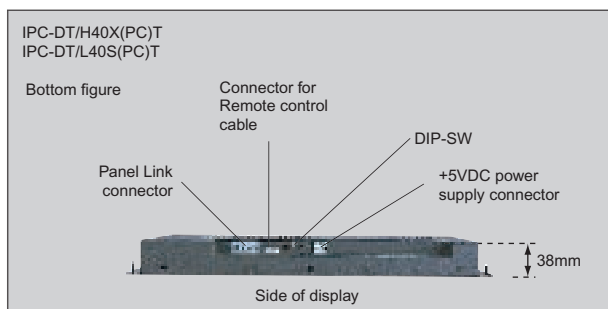 IPC-DT/H40X(PC)T
IPC-DT/L40S(PC)T
Bottom figure
Connector for
Remote control
cable
DIP-SW
Panel Link
connector
+5VDC power
supply connector
38mm
Side of display